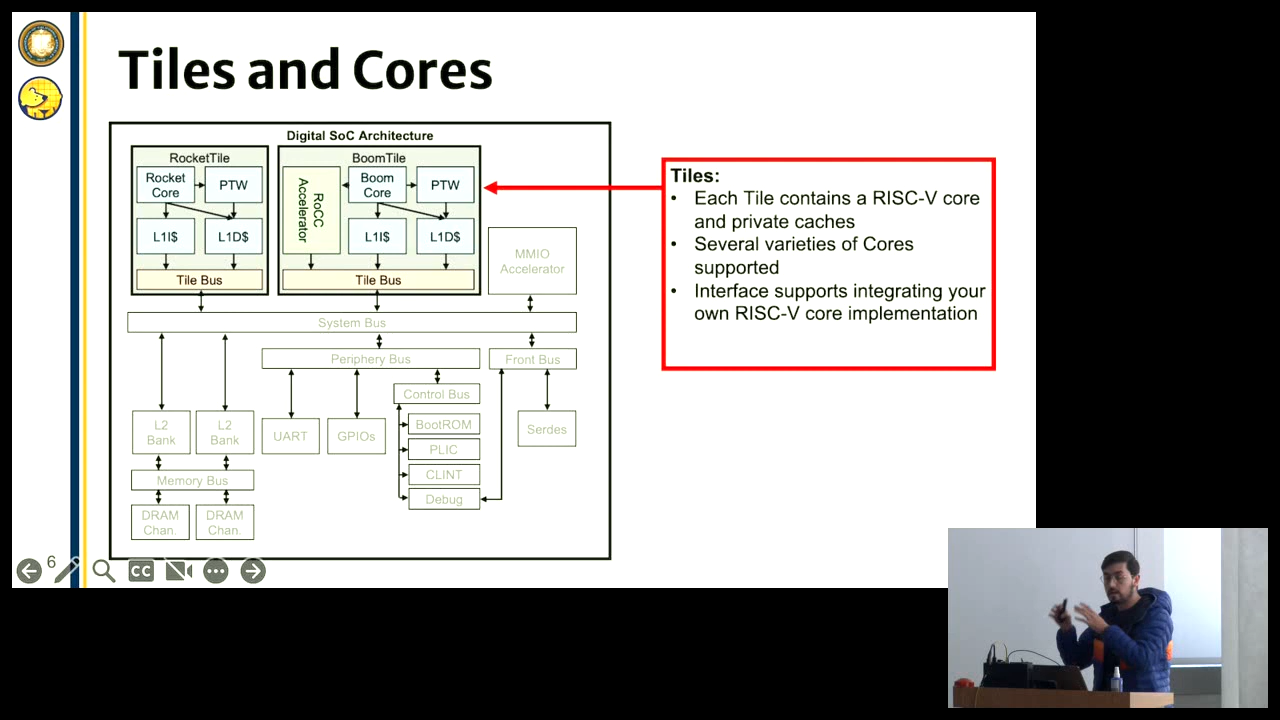 Tiles and Cores
Digital SoC Architecture
RocketTile
Rocket
Core
PTW
L1I$
L1D$
Tile Bus
BoomTile
RoCC
Accelerator
Boom
Core
PTW
L1I$
L1D$
Tile Bus
MMIO
Accelerator
System Bus
Periphery Bus
Front Bus
Control Bus
L2
Bank
L2
Bank
UART
GPIOs
BootROM
PLIC
CLINT
Debug
Serdes
Memory Bus
DRAM
Chan.
DRAM
Chan.
Tiles:
• Each Tile contains a RISC-V core
and private caches
• Several varieties of Cores
supported
• Interface supports integrating your
own RISC-V core implementation
6
CC